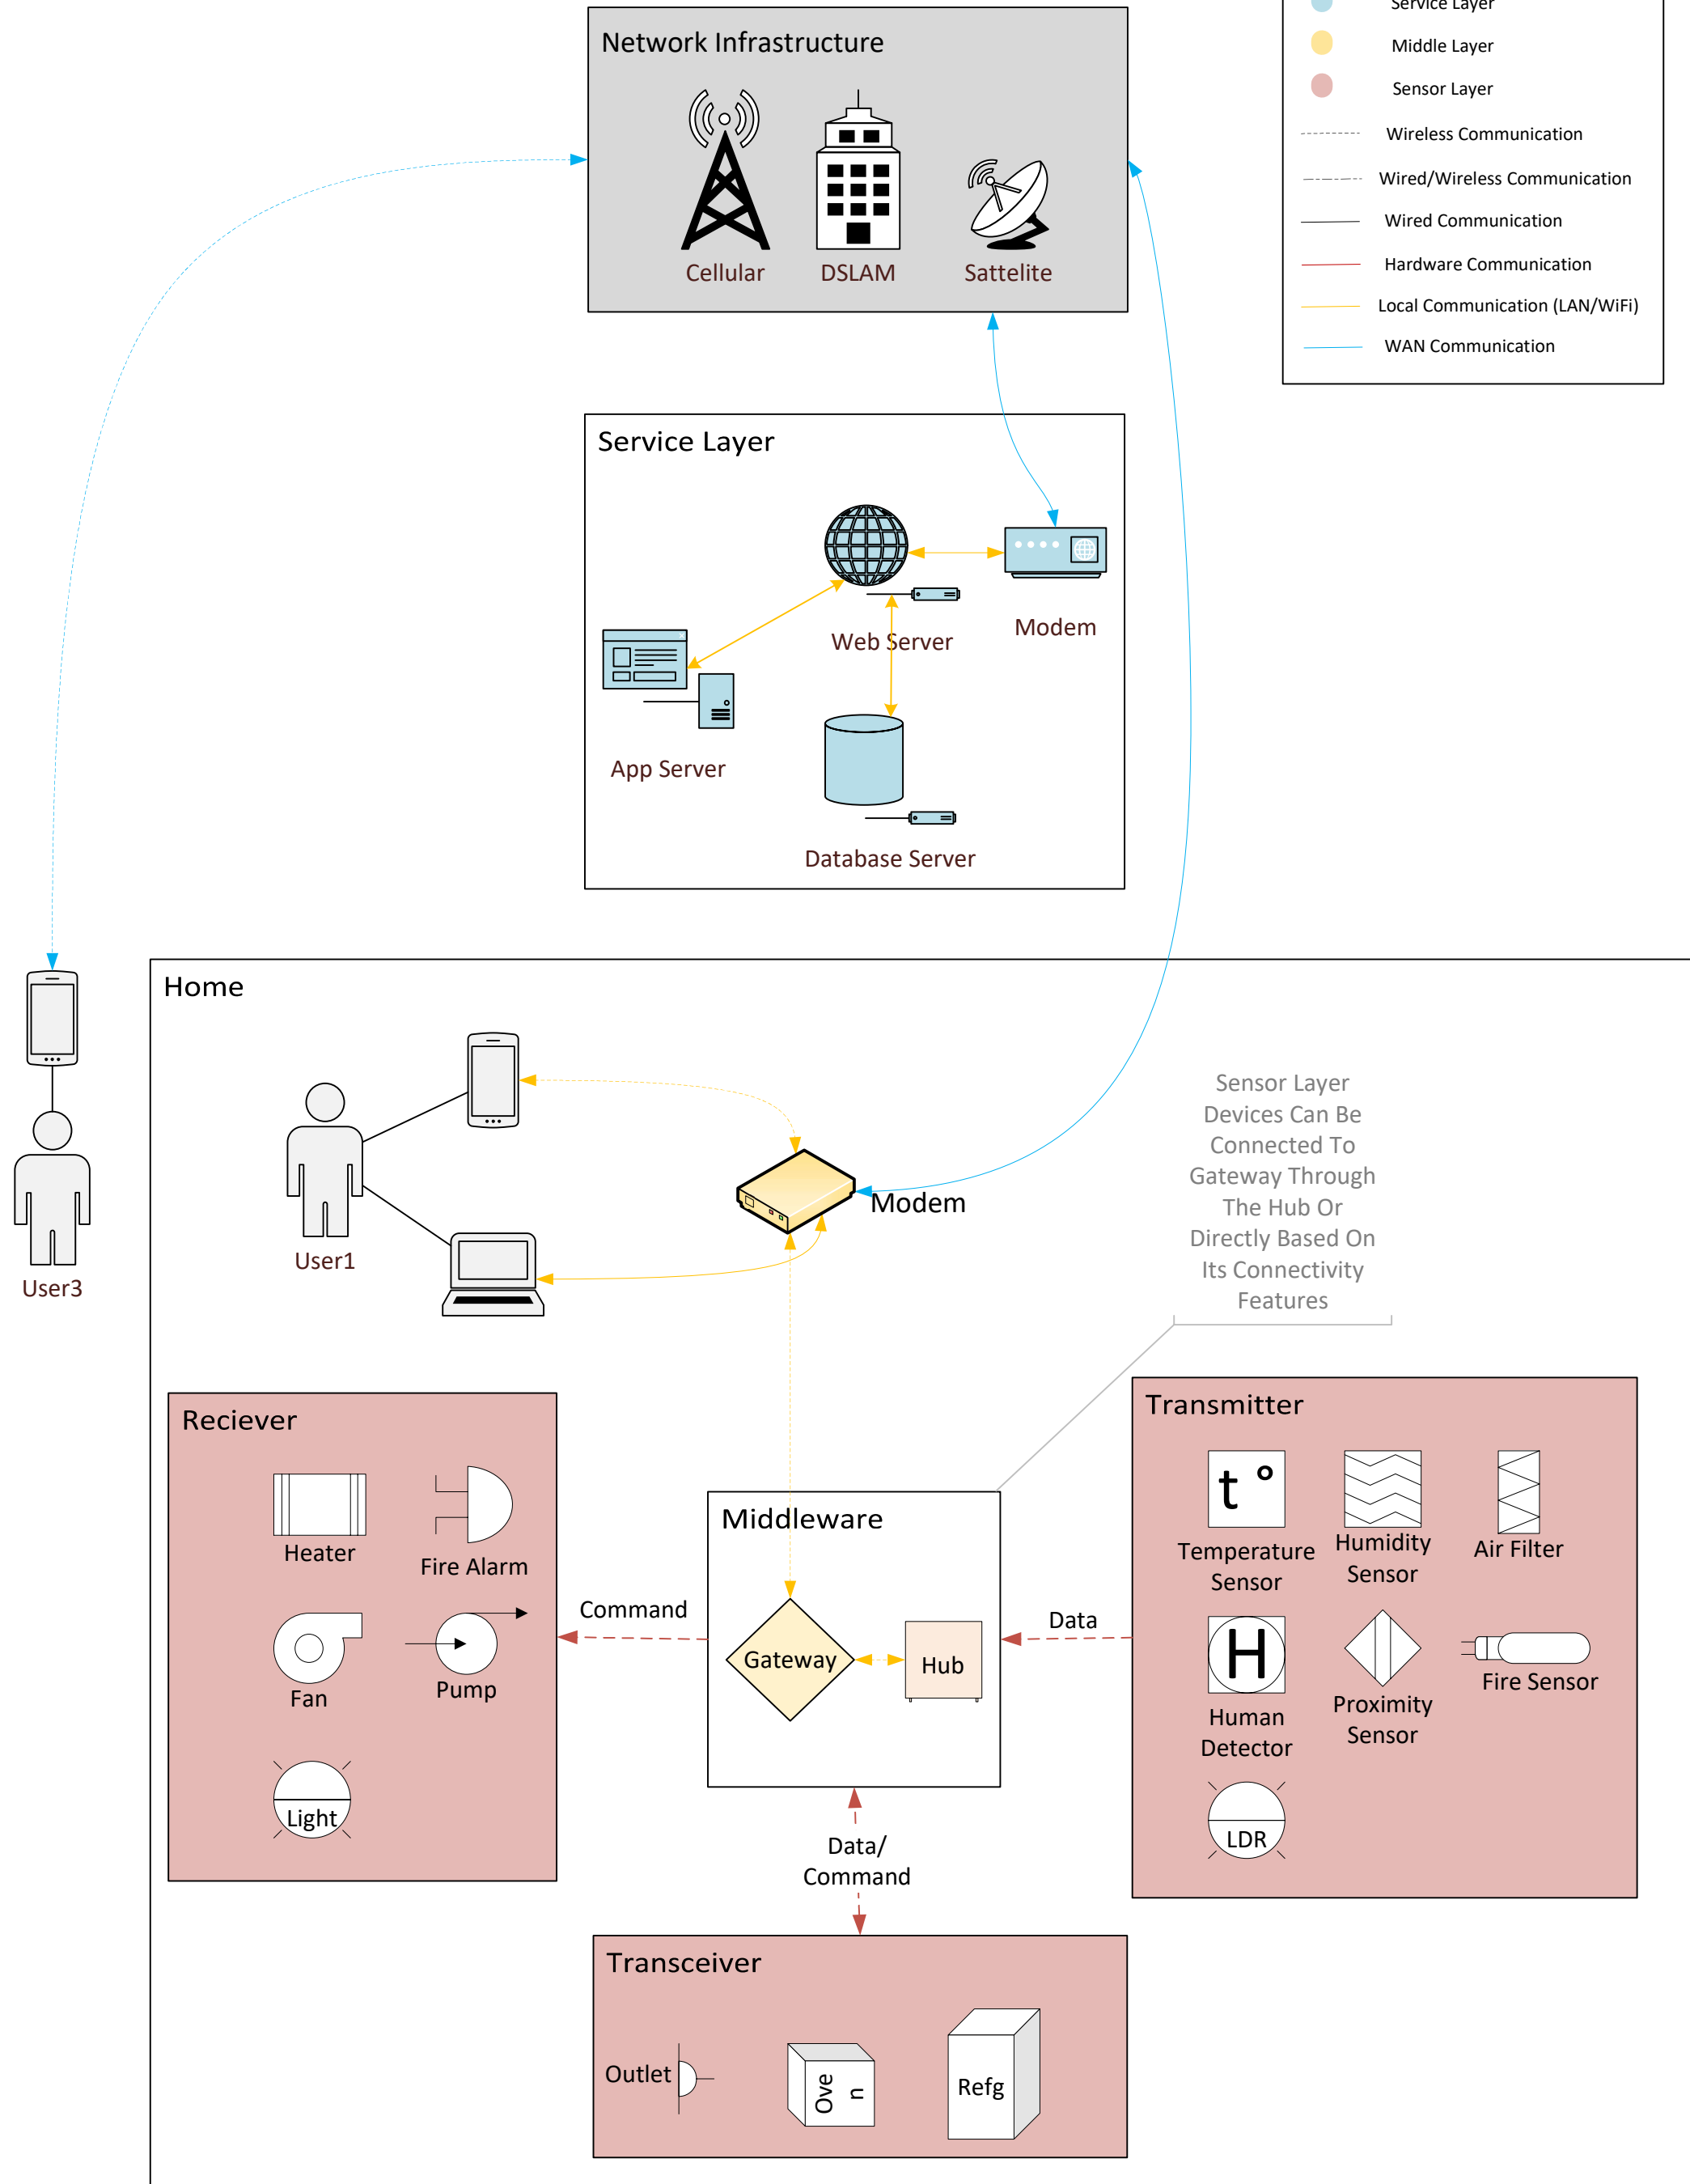 Service Layer
Middle Layer
Sensor Layer
Wireless Communication
Wired/Wireless Communication
Wired Communication
Hardware Communication
Local Communication (LAN/WiFi)
WAN Communication
Network Infrastructure
Cellular
DSLAM
Sattelite
Service Layer
Web Server
Modem
App Server
Database Server
Home
User3
User1
Modem
Sensor Layer
Devices Can Be
Connected To
Gateway Through
The Hub Or
Directly Based On
Its Connectivity
Features
Reciever
Heater
Fire Alarm
Fan
Pump
Light
Command
Middleware
Gateway
Hub
Data
Transmitter
t °
Temperature
Sensor
Humidity
Sensor
Air Filter
H
Human
Detector
Proximity
Sensor
Fire Sensor
LDR
Data/
Command
Transceiver
Outlet
Ove
n
Refg